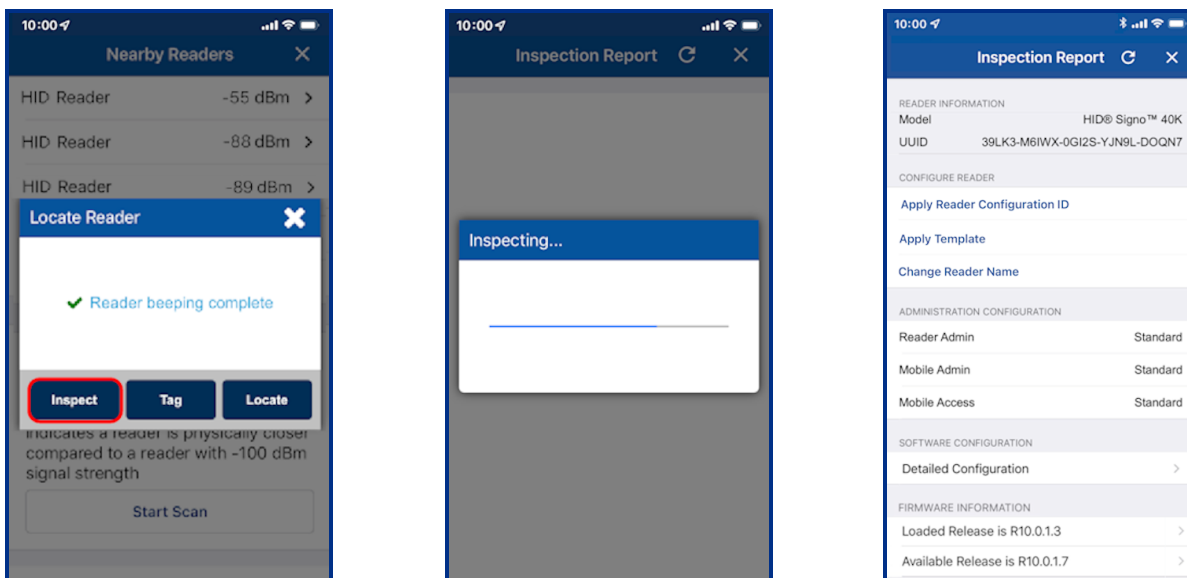 10:00
Nearby Readers
HID Reader -55 dBm
HID Reader -88 dBm
HID Reader -89 dBm
Locate Reader
Reader beeping complete
Inspect Tag Locate
indicates a reader is physically closer
compared to a reader with -100 dBm
signal strength
Start Scan
10:00
Inspection Report
Inspecting...
10:00
Inspection Report
READER INFORMATION
Model HID® Signo™ 40K
UUID 39LK3-M6IWX-0GI2S-YJN9L-DOQN7
CONFIGURE READER
Apply Reader Configuration ID
Apply Template
Change Reader Name
ADMINISTRATION CONFIGURATION
Reader Admin Standard
Mobile Admin Standard
Mobile Access Standard
SOFTWARE CONFIGURATION
Detailed Configuration
FIRMWARE INFORMATION
Loaded Release is R10.0.1.3
Available Release is R10.0.1.7